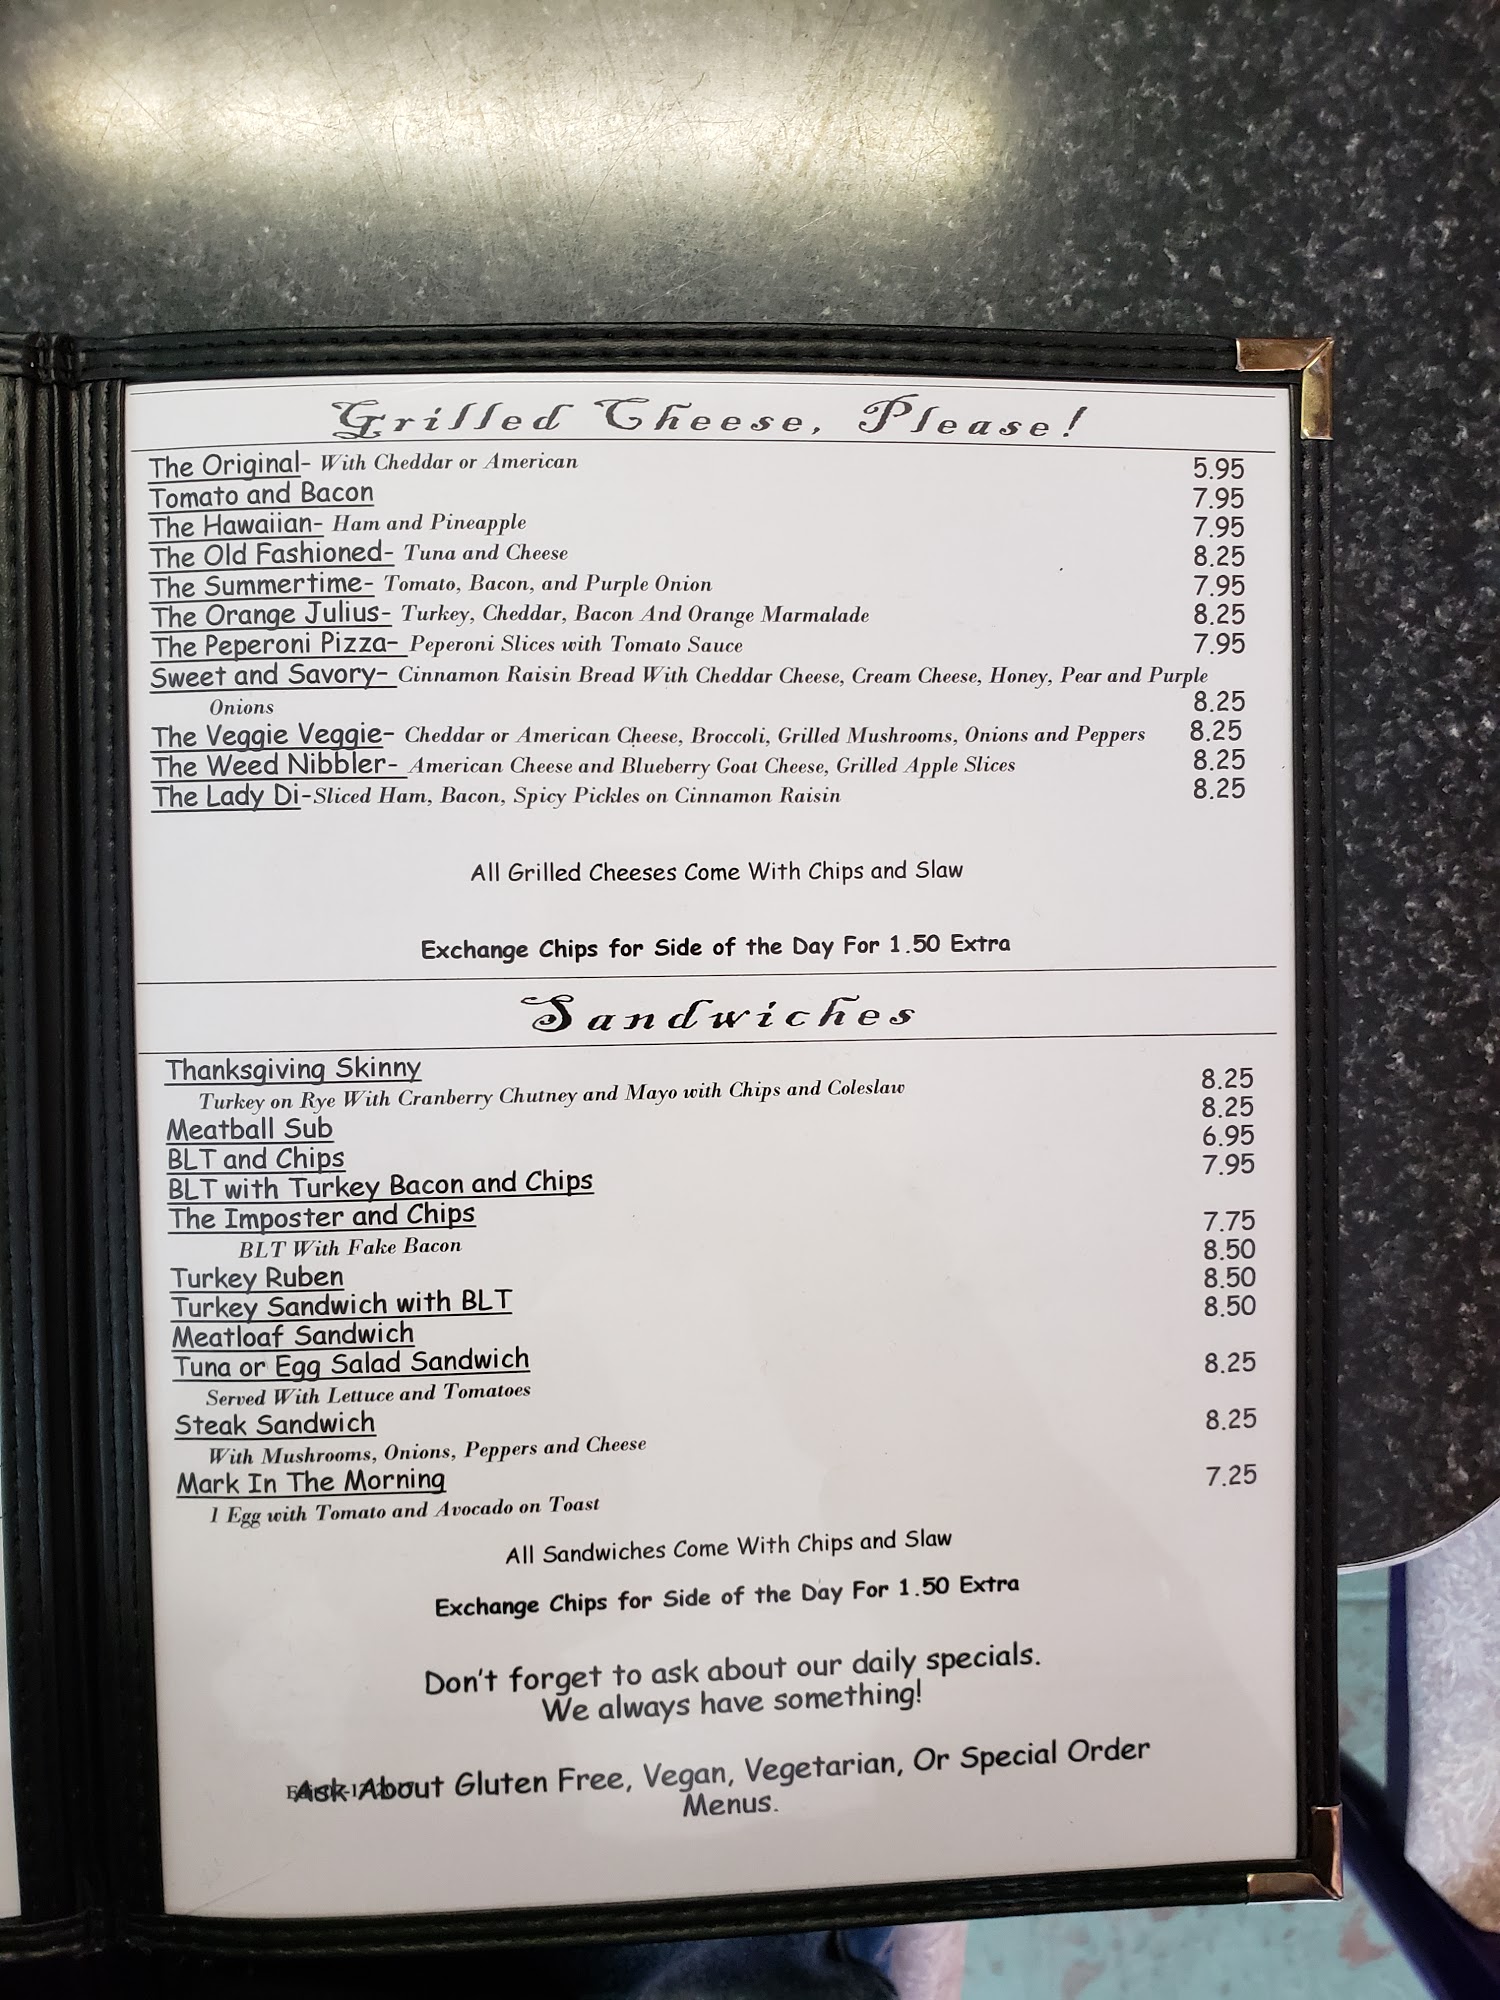 Grilled Cheese, Please!
The Original- With Cheddar or American 5.95
Tomato and Bacon 7.95
The Hawaiian- Ham and Pineapple 7.95
The Old Fashioned- Tuna and Cheese 8.25
The Summertime- Tomato, Bacon, and Purple Onion 7.95
The Orange Julius- Turkey, Cheddar, Bacon And Orange Marmalade 8.25
The Peperoni Pizza- Peperoni Slices with Tomato Sauce 7.95
Sweet and Savory- Cinnamon Raisin Bread With Cheddar Cheese, Cream Cheese, Honey, Pear and Purple
Onions 8.25
The Veggie Veggie- Cheddar or American Cheese, Broccoli, Grilled Mushrooms, Onions and Peppers 8.25
The Weed Nibbler- American Cheese and Blueberry Goat Cheese, Grilled Apple Slices 8.25
The Lady Di-Sliced Ham, Bacon, Spicy Pickles on Cinnamon Raisin 8.25
All Grilled Cheeses Come With Chips and Slaw
Exchange Chips for Side of the Day For 1.50 Extra
Sandwiches
Thanksgiving Skinny 8.25
Turkey on Rye With Cranberry Chutney and Mayo with Chips and Coleslaw
Meatball Sub 8.25
BLT and Chips 6.95
BLT with Turkey Bacon and Chips 7.95
The Imposter and Chips 7.75
BLT With Fake Bacon
Turkey Ruben 8.50
Turkey Sandwich with BLT 8.50
Meatloaf Sandwich 8.50
Tuna or Egg Salad Sandwich 8.25
Served With Lettuce and Tomatoes
Steak Sandwich 8.25
With Mushrooms, Onions, Peppers and Cheese
Mark In The Morning 7.25
1 Egg with Tomato and Avocado on Toast
All Sandwiches Come With Chips and Slaw
Exchange Chips for Side of the Day For 1.50 Extra
Don't forget to ask about our daily specials.
We always have something!
Ask About Gluten Free, Vegan, Vegetarian, Or Special Order
Menus.